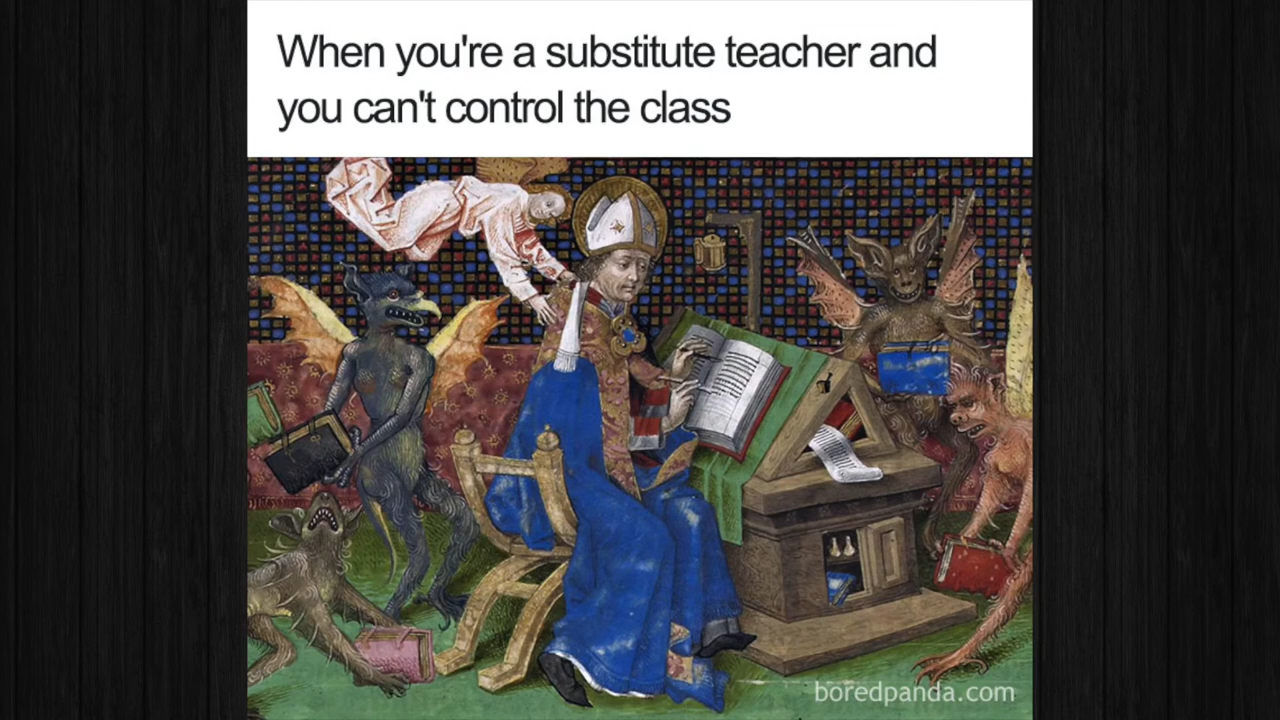 When you're a substitute teacher and
you can't control the class
boredpanda.com